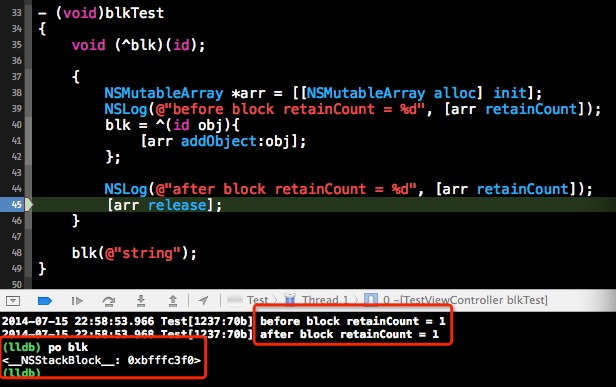 33 - (void)blkTest
34 {
35 void (^blk)(id);
36
37 {
38 NSMutableArray *arr = [[NSMutableArray alloc] init];
39 NSLog(@"before block retainCount = %d", [arr retainCount]);
40 blk = ^(id obj){
41 [arr addObject:obj];
42 };
43
44 NSLog(@"after block retainCount = %d", [arr retainCount]);
45 [arr release];
46 }
47
48 blk(@"string");
49 }
50
Test Thread 1 0 -[TestViewController blkTest]
2014-07-15 22:58:53.966 Test[1237:70b] before block retainCount = 1
2014-07-15 22:58:53.968 Test[1237:70b] after block retainCount = 1
(lldb) po blk
<__NSStackBlock__: 0xbfffc3f0>
(lldb)